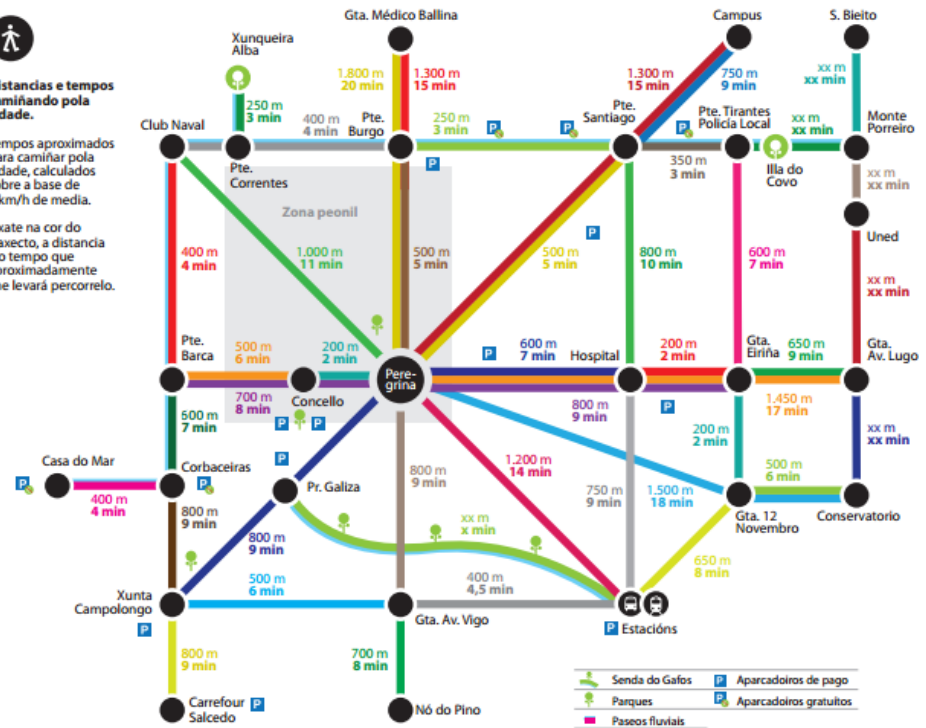 Gta. Médico Ballina
Campus
S. Bieito
Xunqueira
Alba
istancias e tempos
amiñando pola
dade.
empos aproximados
ara camiñar pola
dade, calculados
bre a base de
km/h de media.
xate na cor do
axecto, a distancia
o tempo que
roximadamente
e levará percorrelo.
1.800 m
20 min
1.300 m
15 min
1.300 m
15 min
750 m
9 min
xx m
xx min
250 m
3 min
400 m
4 min
Club Naval
Pte.
Burgo
250 m
3 min
Pte.
Santiago
Pte. Tirantes
Policía Local
xx m
xx min
Monte
Porreiro
Pte.
Correntes
P
P
P
P
350 m
3 min
Illa do
Covo
xx m
xx min
Zona peonil
Uned
400 m
4 min
1.000 m
11 min
500 m
5 min
500 m
5 min
P
800 m
10 min
600 m
7 min
xx m
xx min
Pte.
Barca
500 m
6 min
200 m
2 min
Pere-
grina
P
600 m
7 min
Hospital
200 m
2 min
Gta.
Eiriña
650 m
9 min
Gta.
Av. Lugo
700 m
8 min
Concello
P
P
800 m
9 min
P
1.450 m
17 min
600 m
7 min
200 m
2 min
xx m
xx min
Casa do Mar
P
400 m
4 min
Corbaceiras
P
P
Pr. Galiza
800 m
9 min
1.200 m
14 min
750 m
9 min
1.500 m
18 min
500 m
6 min
Gta. 12
Novembro
Conservatorio
800 m
9 min
800 m
9 min
xx m
x min
650 m
8 min
Xunta
Campolongo
P
500 m
6 min
400 m
4,5 min
Gta. Av. Vigo
P Estacións
800 m
9 min
700 m
8 min
Carrefour
Salcedo
P
Nó do Pino
Senda do Gafos
P Aparcadoiros de pago
Parques
P Aparcadoiros gratuitos
Paseos fluviais